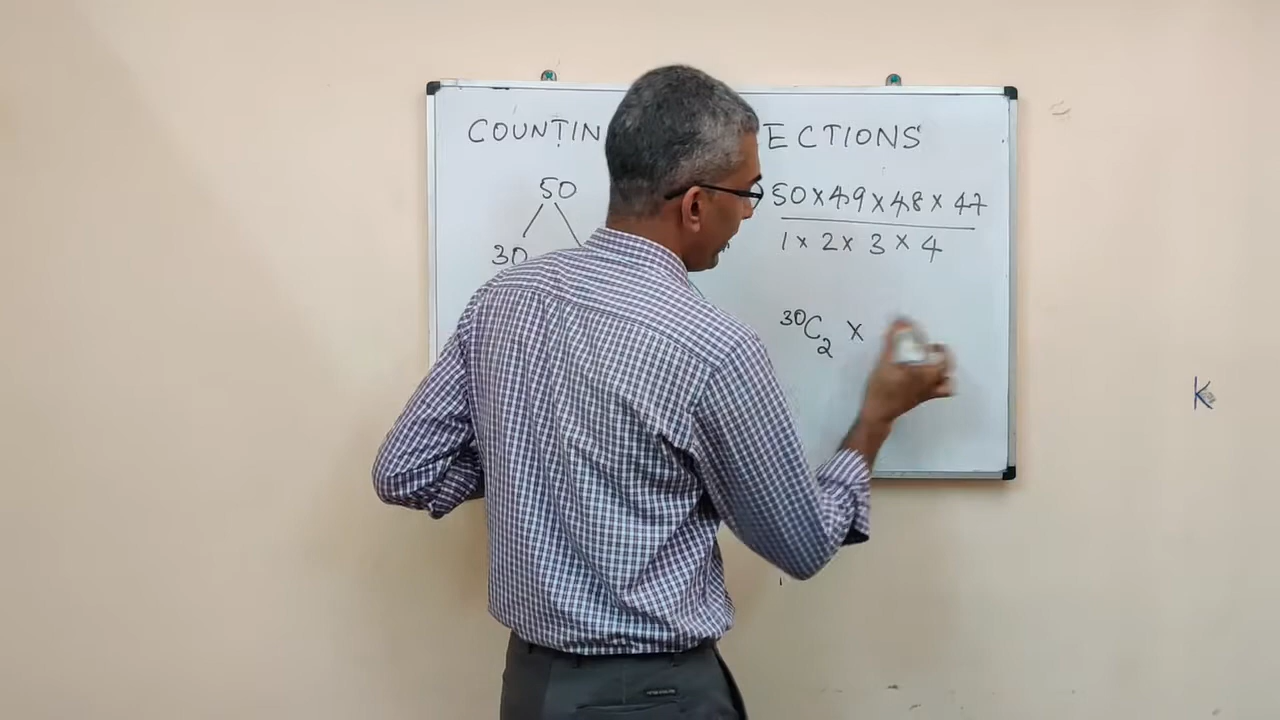 COUNTIN ECTIONS
50
30
50×49×48×47
1×2×3×4
³⁰C₂ ×
K